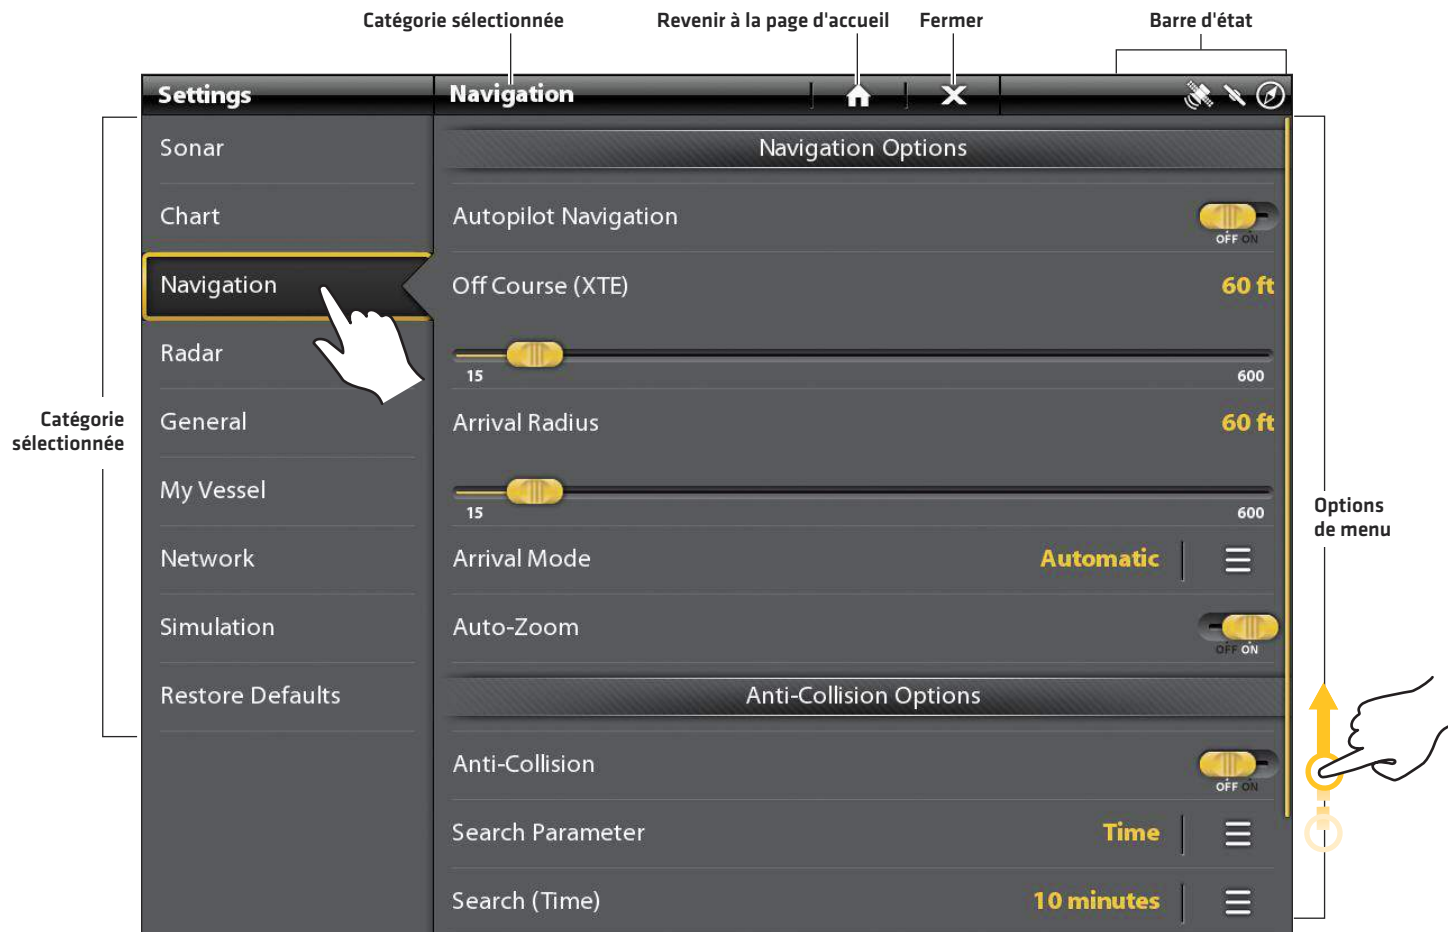 Catégorie sélectionnée
Revenir à la page d'accueil
Fermer
Barre d'état
Settings
Navigation
Sonar
Chart
Navigation
Radar
General
My Vessel
Network
Simulation
Restore Defaults
Catégorie
sélectionnée
Navigation Options
Autopilot Navigation
OFF ON
Off Course (XTE) 60 ft
15 600
Arrival Radius 60 ft
15 600
Arrival Mode Automatic
Auto-Zoom
OFF ON
Anti-Collision Options
Anti-Collision
OFF ON
Search Parameter Time
Search (Time) 10 minutes
Options
de menu